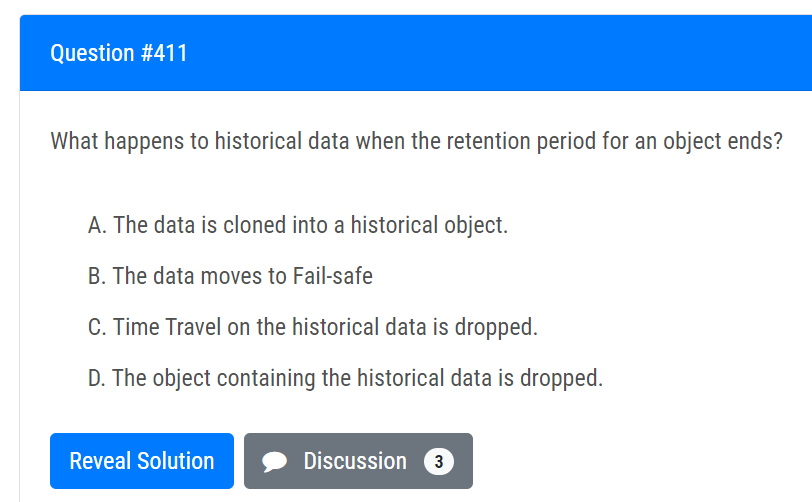 Question #411
What happens to historical data when the retention period for an object ends?
A. The data is cloned into a historical object.
B. The data moves to Fail-safe
C. Time Travel on the historical data is dropped.
D. The object containing the historical data is dropped.
Reveal Solution Discussion 3